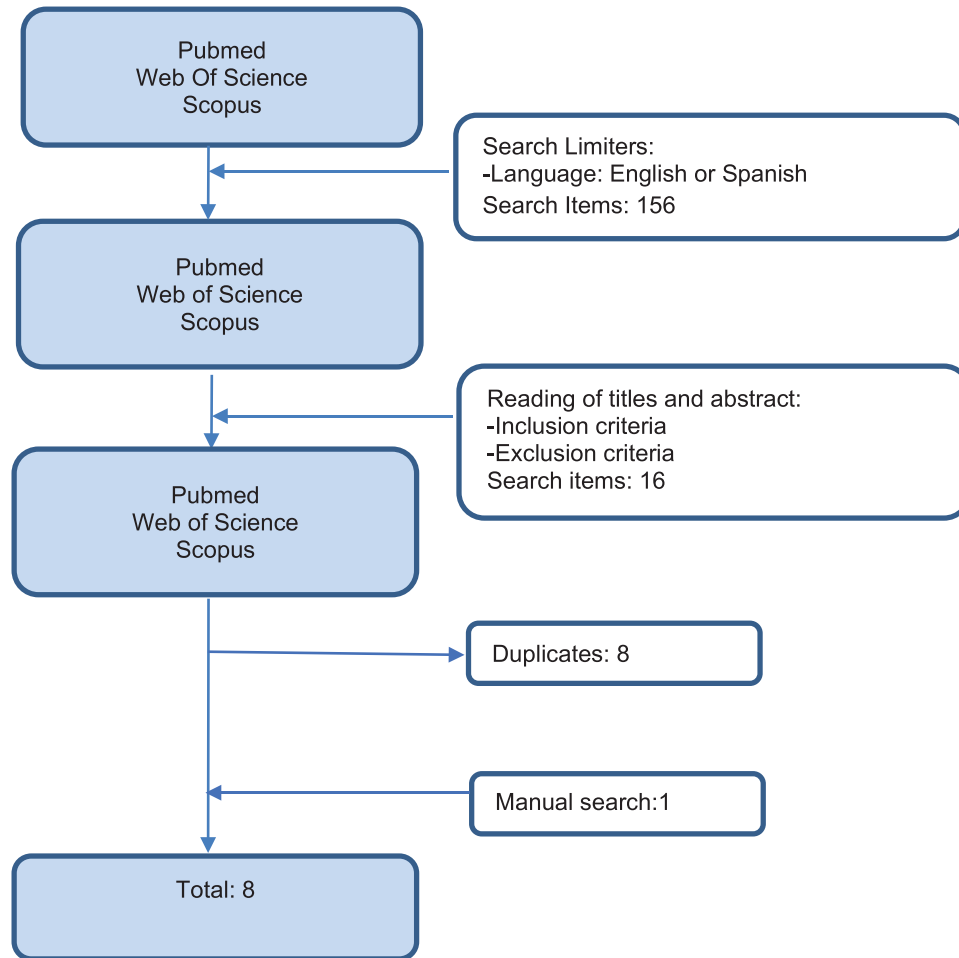 Pubmed
Web Of Science
Scopus
Search Limiters:
-Language: English or Spanish
Search Items: 156
Pubmed
Web of Science
Scopus
Reading of titles and abstract:
-Inclusion criteria
-Exclusion criteria
Search items: 16
Pubmed
Web of Science
Scopus
Duplicates: 8
Manual search:1
Total: 8